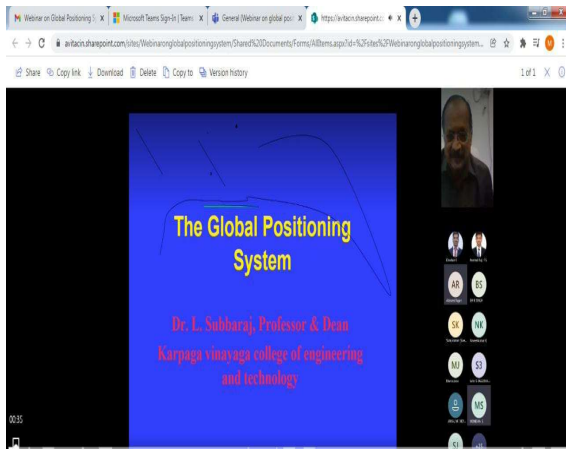 Webinar on Global Positioning S
Microsoft Teams Sign-In | Teams
General (Webinar on global posi
https://avitacin.sharepoint.c
avitacin.sharepoint.com/sites/Webinaronglobalpositioningsystem/Shared%20Documents/Forms/AllItems.aspx?id=%2Fsites%2FWebinaronglobalpositioningsystem...
Share Copy link Download Delete Copy to Version history
1 of 1
The Global Positioning
System
Dr. L. Subbaraj, Professor & Dean
Karpaga vinayaga college of engineering
and technology
AR BS
SK NK
MJ S3
MS
SJ
00:35